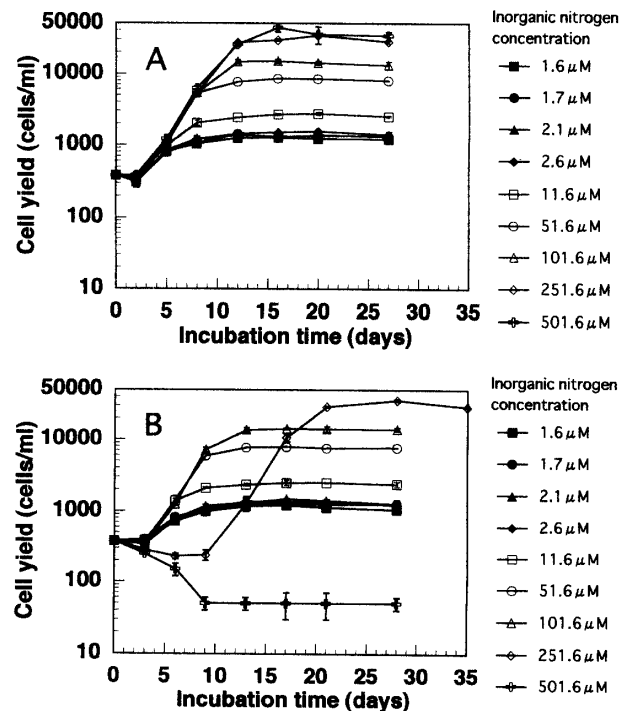 50000
10000
1000
100
10
Cell yield (cells/ml)
A
0 5 10 15 20 25 30 35
Incubation time (days)
Inorganic nitrogen
concentration
1.6 μM
1.7 μM
2.1 μM
2.6 μM
11.6 μM
51.6 μM
101.6 μM
251.6 μM
501.6 μM
50000
10000
1000
100
10
Cell yield (cells/ml)
B
0 5 10 15 20 25 30 35
Incubation time (days)
Inorganic nitrogen
concentration
1.6 μM
1.7 μM
2.1 μM
2.6 μM
11.6 μM
51.6 μM
101.6 μM
251.6 μM
501.6 μM